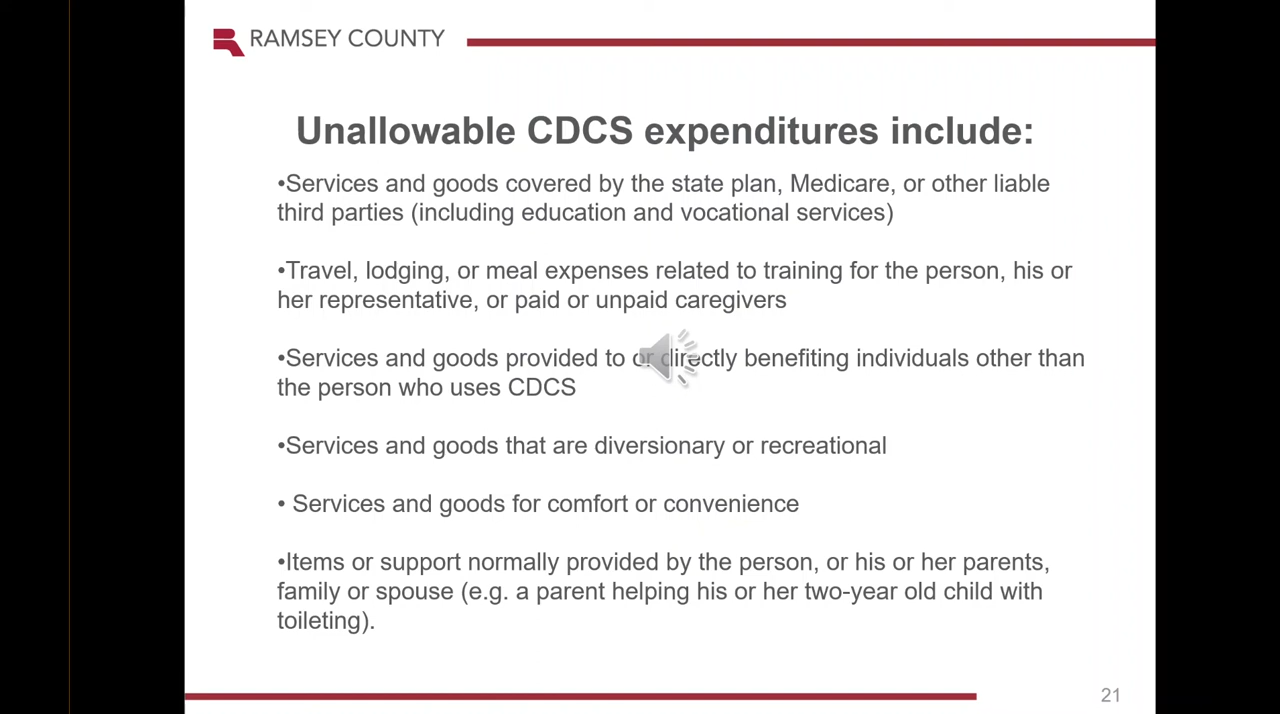 RAMSEY COUNTY
Unallowable CDCS expenditures include:
•Services and goods covered by the state plan, Medicare, or other liable
third parties (including education and vocational services)
•Travel, lodging, or meal expenses related to training for the person, his or
her representative, or paid or unpaid caregivers
•Services and goods provided to or directly benefiting individuals other than
the person who uses CDCS
•Services and goods that are diversionary or recreational
• Services and goods for comfort or convenience
•Items or support normally provided by the person, or his or her parents,
family or spouse (e.g. a parent helping his or her two-year old child with
toileting).
21